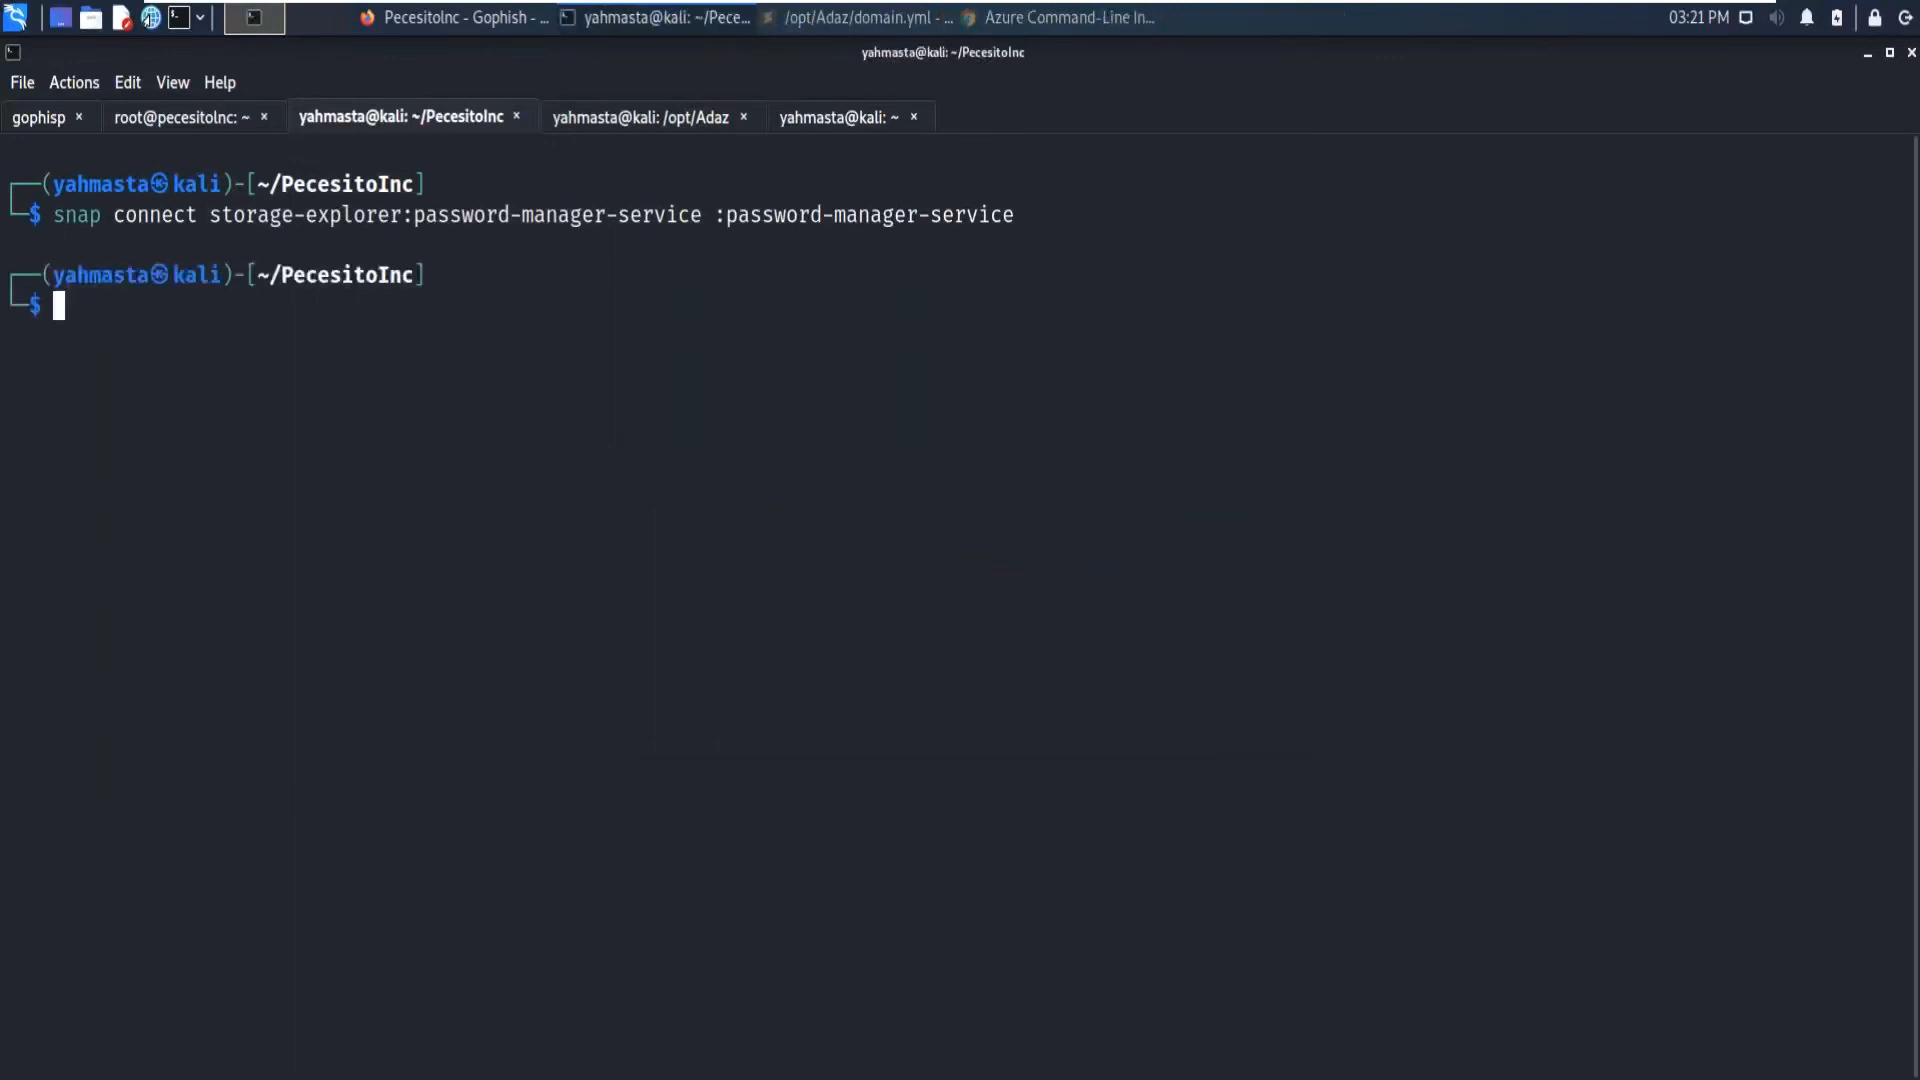 PecesitoInc - Gophish - ...
yahmasta@kali: ~/Pece...
/opt/Adaz/domain.yml - ...
Azure Command-Line In...
03:21 PM
yahmasta@kali: ~/PecesitoInc
File Actions Edit View Help
gophisp × root@pecesitoInc: ~ × yahmasta@kali: ~/PecesitoInc × yahmasta@kali: /opt/Adaz × yahmasta@kali: ~ ×
┌──(yahmasta㉿kali)-[~/PecesitoInc]
└─$ snap connect storage-explorer:password-manager-service :password-manager-service
┌──(yahmasta㉿kali)-[~/PecesitoInc]
└─$